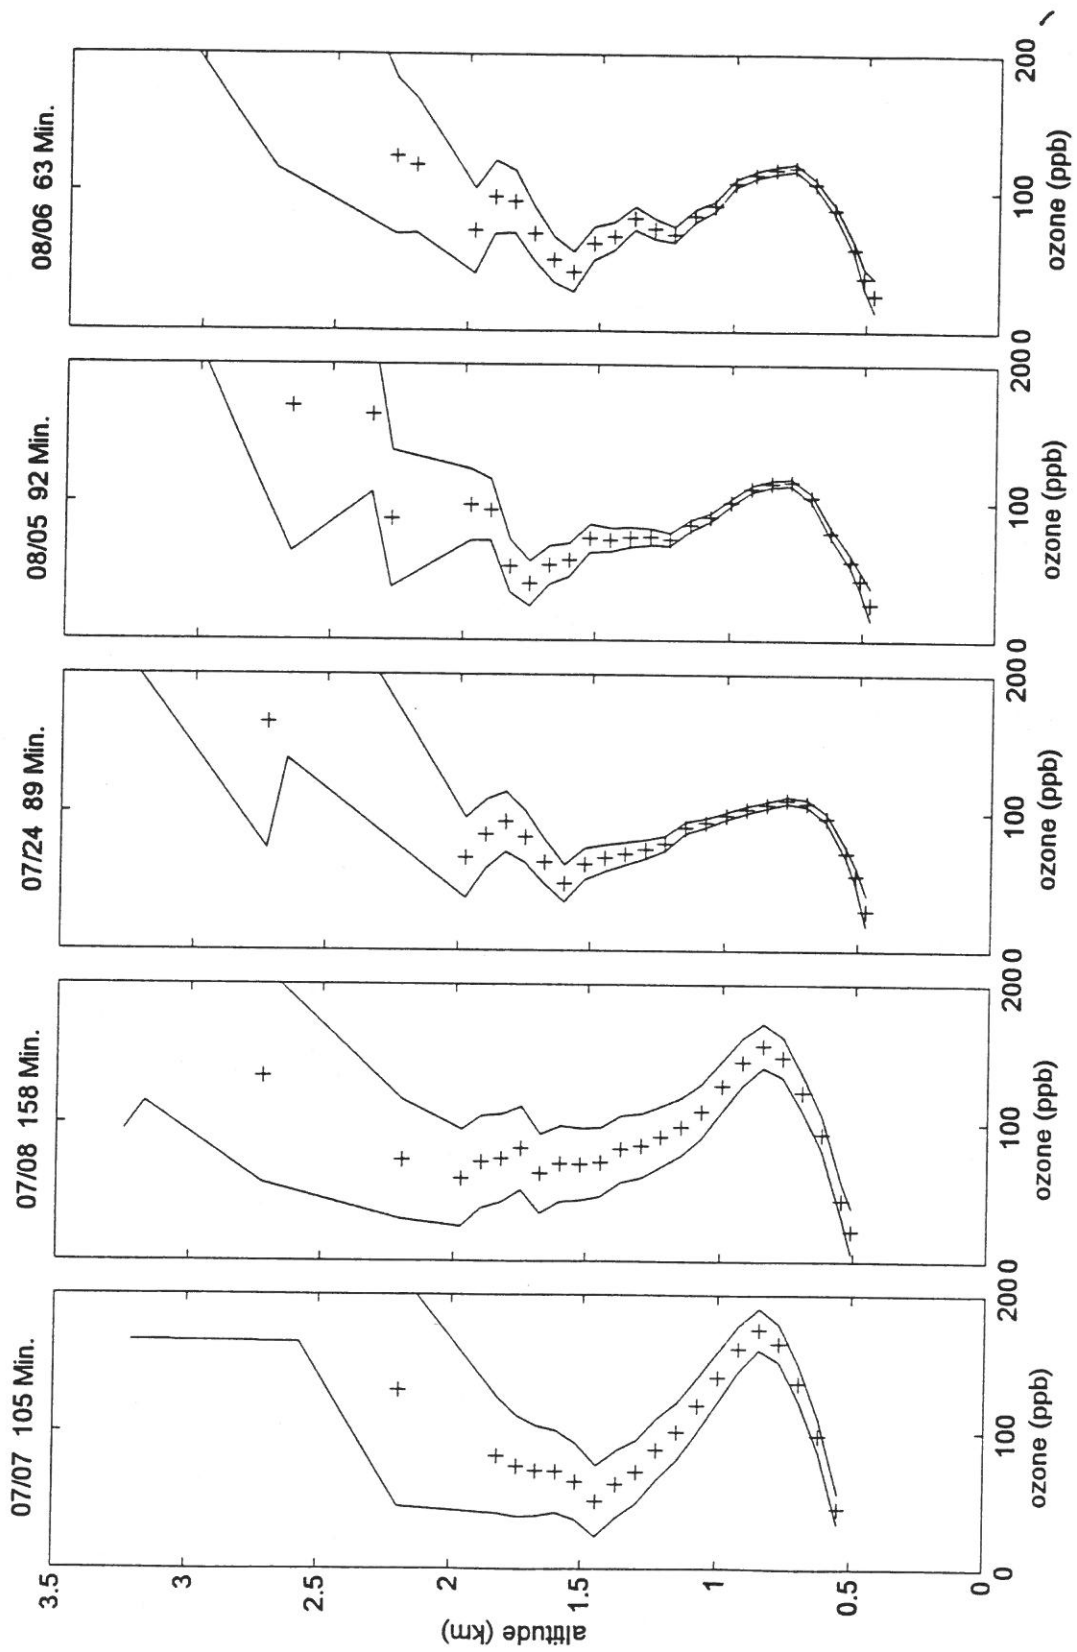 07/07 105 Min.
07/08 158 Min.
07/24 89 Min.
08/05 92 Min.
08/06 63 Min.
altitude (km)
3.5
3
2.5
2
1.5
1
0.5
0
0 100 200
0 100 200
0 100 200
0 100 200
0 100 200
ozone (ppb)
ozone (ppb)
ozone (ppb)
ozone (ppb)
ozone (ppb)